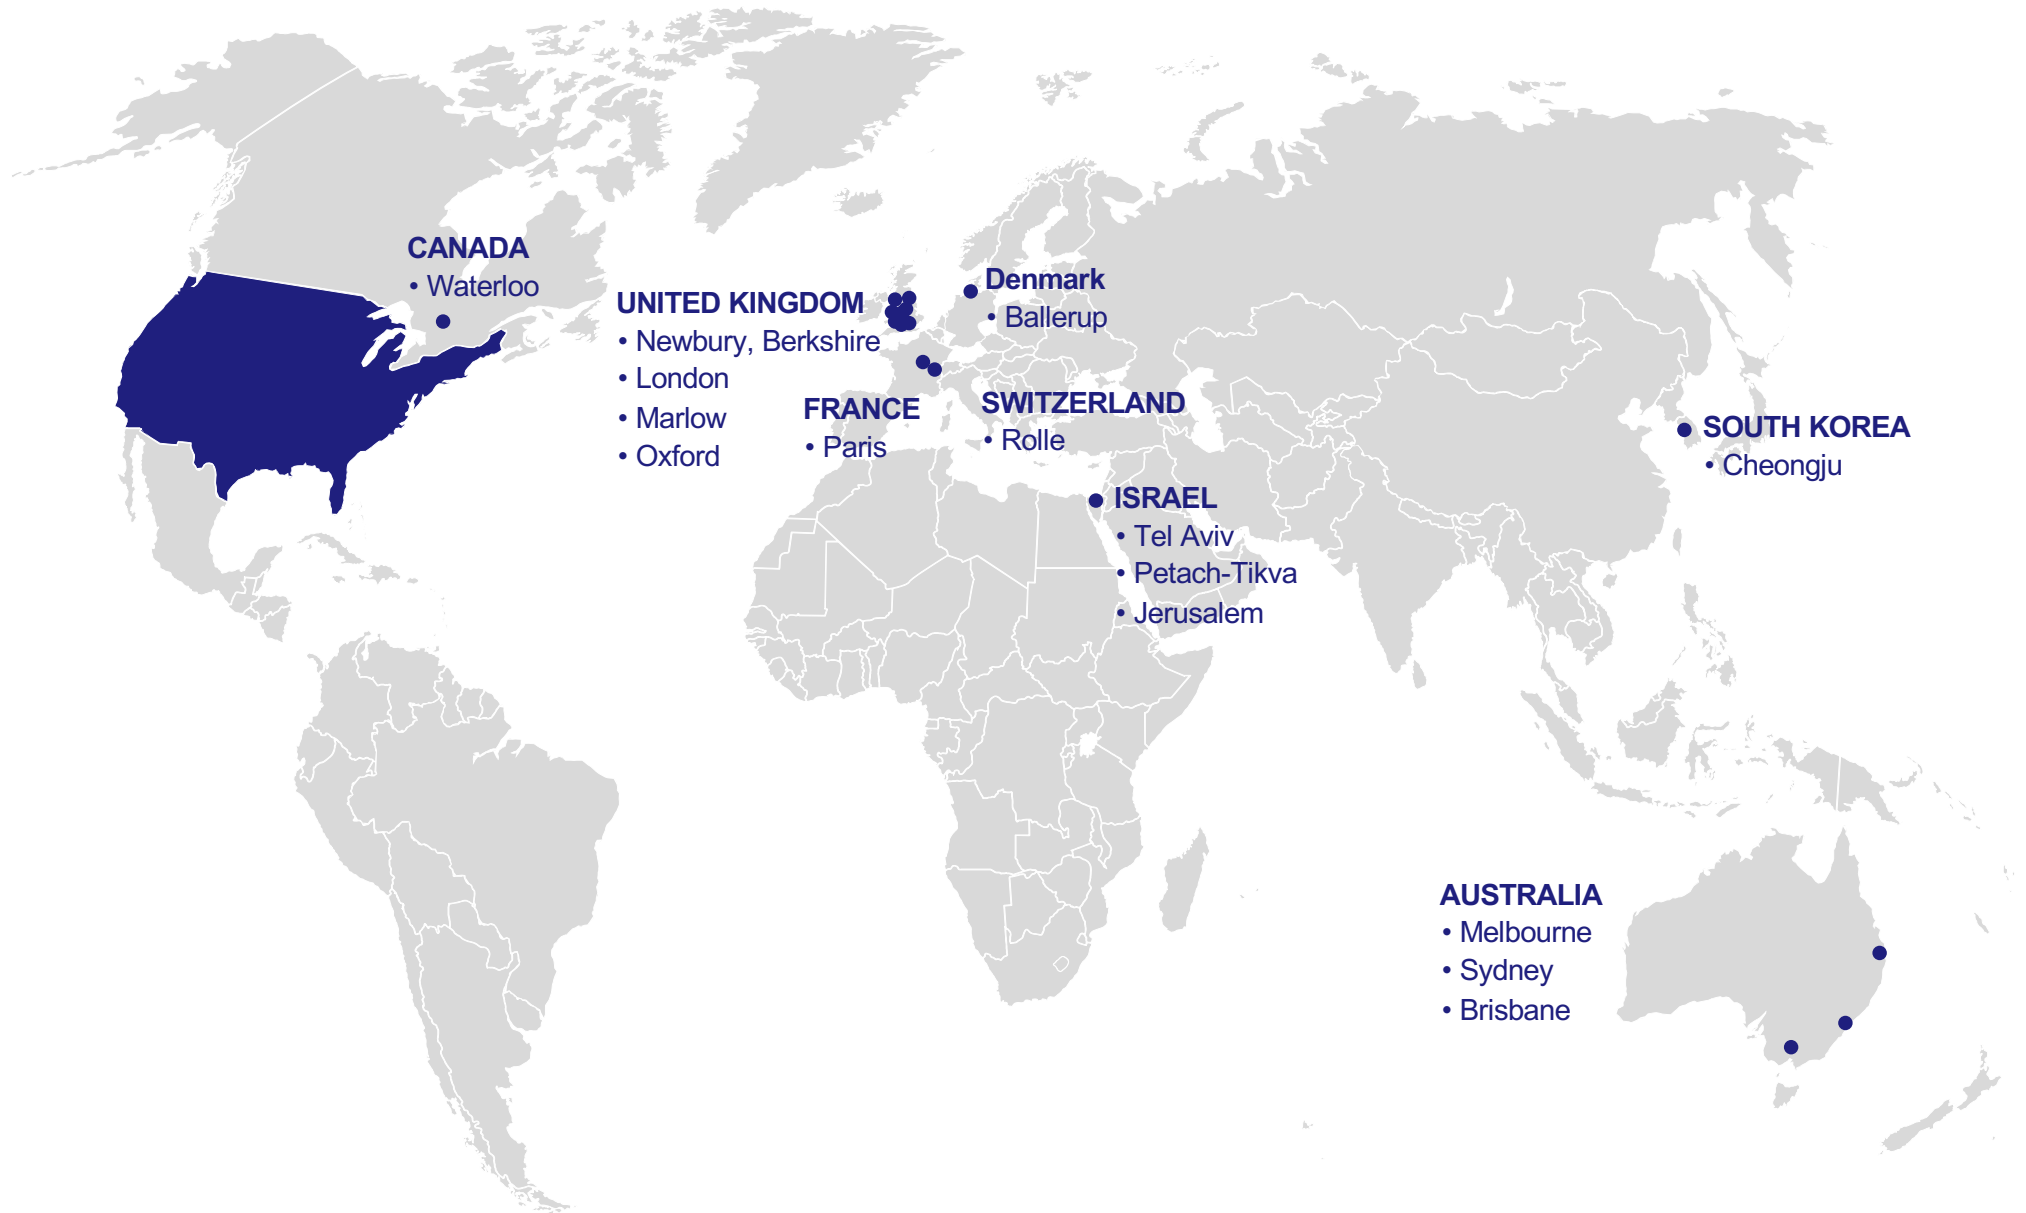 CANADA
• Waterloo
UNITED KINGDOM
• Newbury, Berkshire
• London
• Marlow
• Oxford
Denmark
• Ballerup
FRANCE
• Paris
SWITZERLAND
• Rolle
SOUTH KOREA
• Cheongju
ISRAEL
• Tel Aviv
• Petach-Tikva
• Jerusalem
AUSTRALIA
• Melbourne
• Sydney
• Brisbane